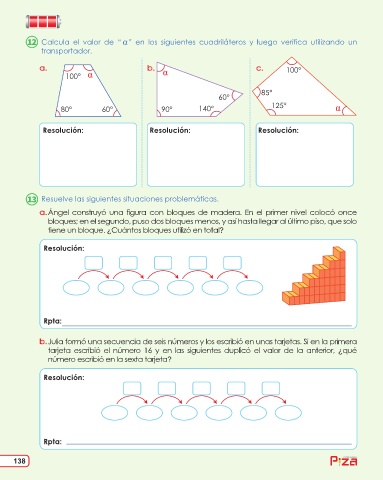 12 Calcula el valor de "α" en los siguientes cuadriláteros y luego verifica utilizando un
transportador.
a. b. c.
100° α
80° 60°
α
60°
90° 140°
100°
85°
125° α
Resolución: Resolución: Resolución:
13 Resuelve las siguientes situaciones problemáticas.
a. Ángel construyó una figura con bloques de madera. En el primer nivel colocó once
bloques; en el segundo, puso dos bloques menos, y así hasta llegar al último piso, que solo
tiene un bloque. ¿Cuántos bloques utilizó en total?
Resolución:
Rpta:
b. Julia formó una secuencia de seis números y los escribió en unas tarjetas. Si en la primera
tarjeta escribió el número 16 y en las siguientes duplicó el valor de la anterior, ¿qué
número escribió en la sexta tarjeta?
Resolución:
Rpta:
138
Piza